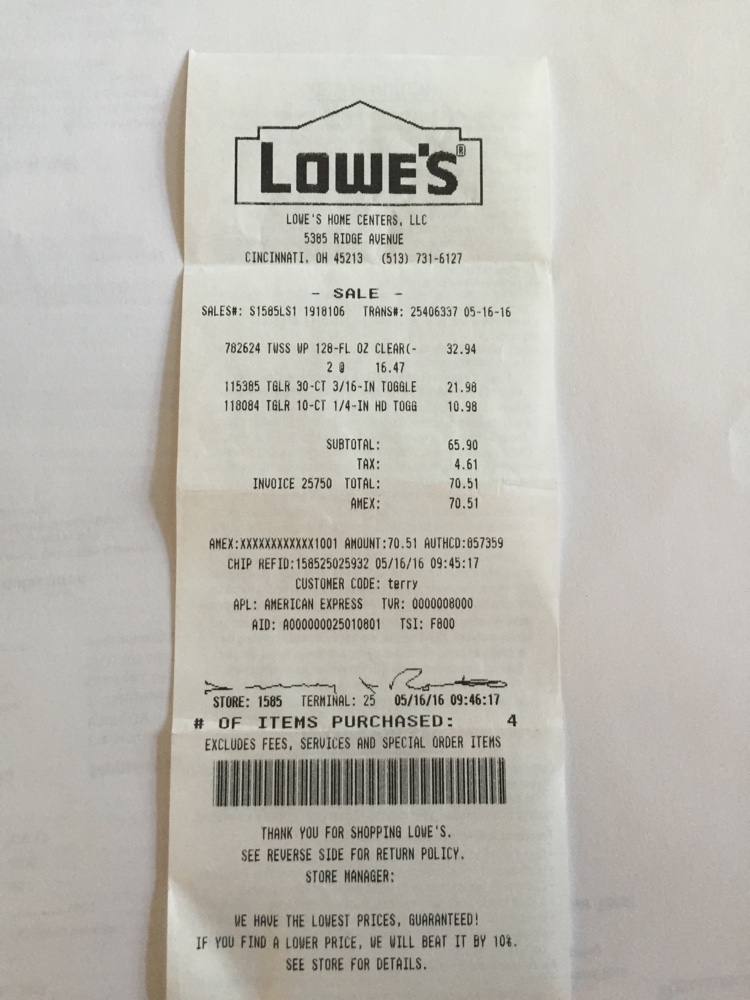 LOWE'S®
LOWE'S HOME CENTERS, LLC
5385 RIDGE AVENUE
CINCINNATI, OH 45213 (513) 731-6127
- SALE -
SALES#: S1585LS1 1918106 TRANS#: 25406337 05-16-16
782624 TWSS WP 128-FL OZ CLEAR(- 32.94
2 @ 16.47
115385 TGLR 30-CT 3/16-IN TOGGLE 21.98
118084 TGLR 10-CT 1/4-IN HD TOGG 10.98
SUBTOTAL: 65.90
TAX: 4.61
INVOICE 25750 TOTAL: 70.51
AMEX: 70.51
AMEX:XXXXXXXXXXXX1001 AMOUNT:70.51 AUTHCD:857359
CHIP REFID:158525025932 05/16/16 09:45:17
CUSTOMER CODE: terry
APL: AMERICAN EXPRESS TVR: 0000008000
AID: A000000025010801 TSI: F800
STORE: 1585 TERMINAL: 25 05/16/16 09:46:17
# OF ITEMS PURCHASED: 4
EXCLUDES FEES, SERVICES AND SPECIAL ORDER ITEMS
THANK YOU FOR SHOPPING LOWE'S.
SEE REVERSE SIDE FOR RETURN POLICY.
STORE MANAGER:
WE HAVE THE LOWEST PRICES, GUARANTEED!
IF YOU FIND A LOWER PRICE, WE WILL BEAT IT BY 10%.
SEE STORE FOR DETAILS.